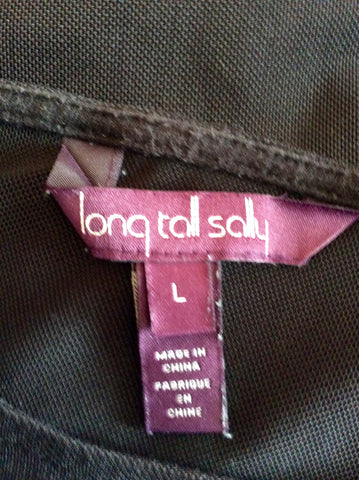 long tall sally
L
MADE IN
CHINA
FABRIQUE
EN
CHINE